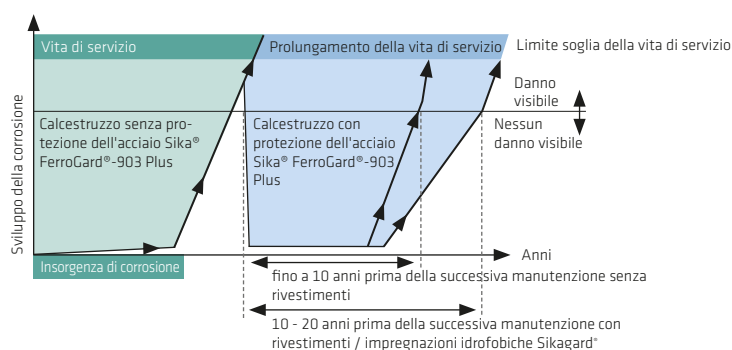 Vita di servizio
Prolungamento della vita di servizio
Limite soglia della vita di servizio
Danno
visibile
Nessun
danno visibile
Calcestruzzo senza pro-
tezione dell'acciaio Sika®
FerroGard®-903 Plus
Calcestruzzo con
protezione dell'acciaio
Sika® FerroGard®-903
Plus
Sviluppo della corrosione
Anni
Insorgenza di corrosione
fino a 10 anni prima della successiva manutenzione senza
rivestimenti
10 - 20 anni prima della successiva manutenzione con
rivestimenti / impregnazioni idrofobiche Sikagard®